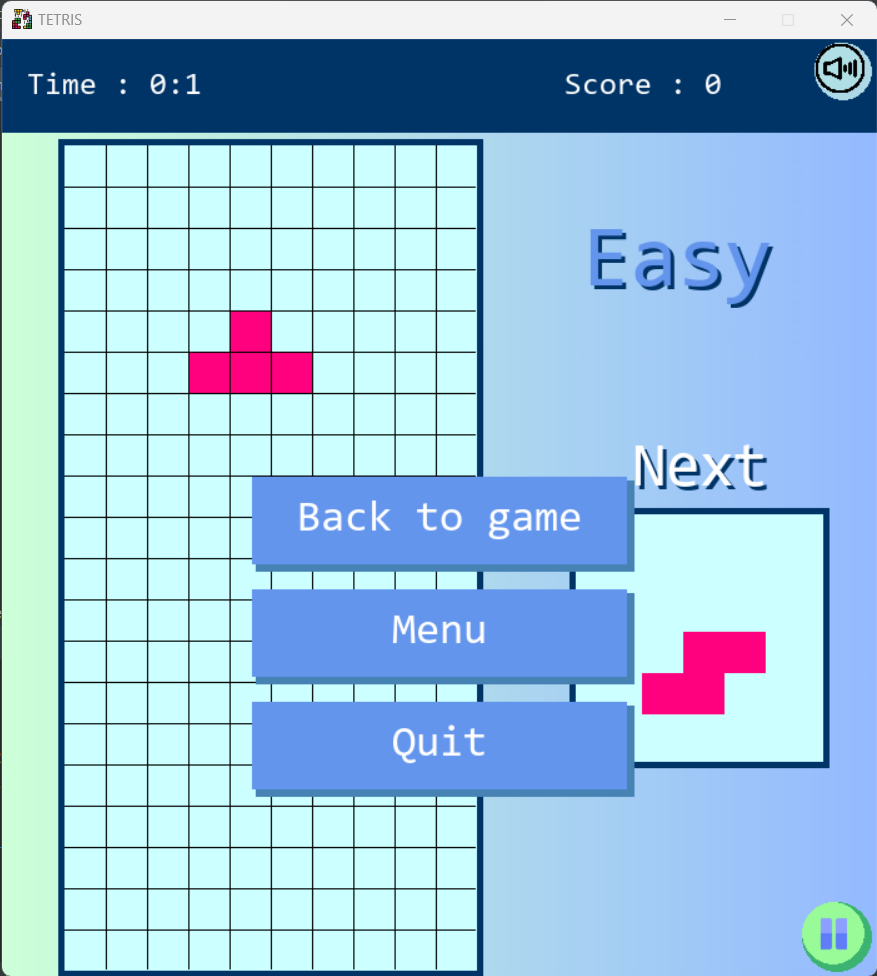 TETRIS
Time : 0:1
Score : 0
Easy
Next
Back to game
Menu
Quit